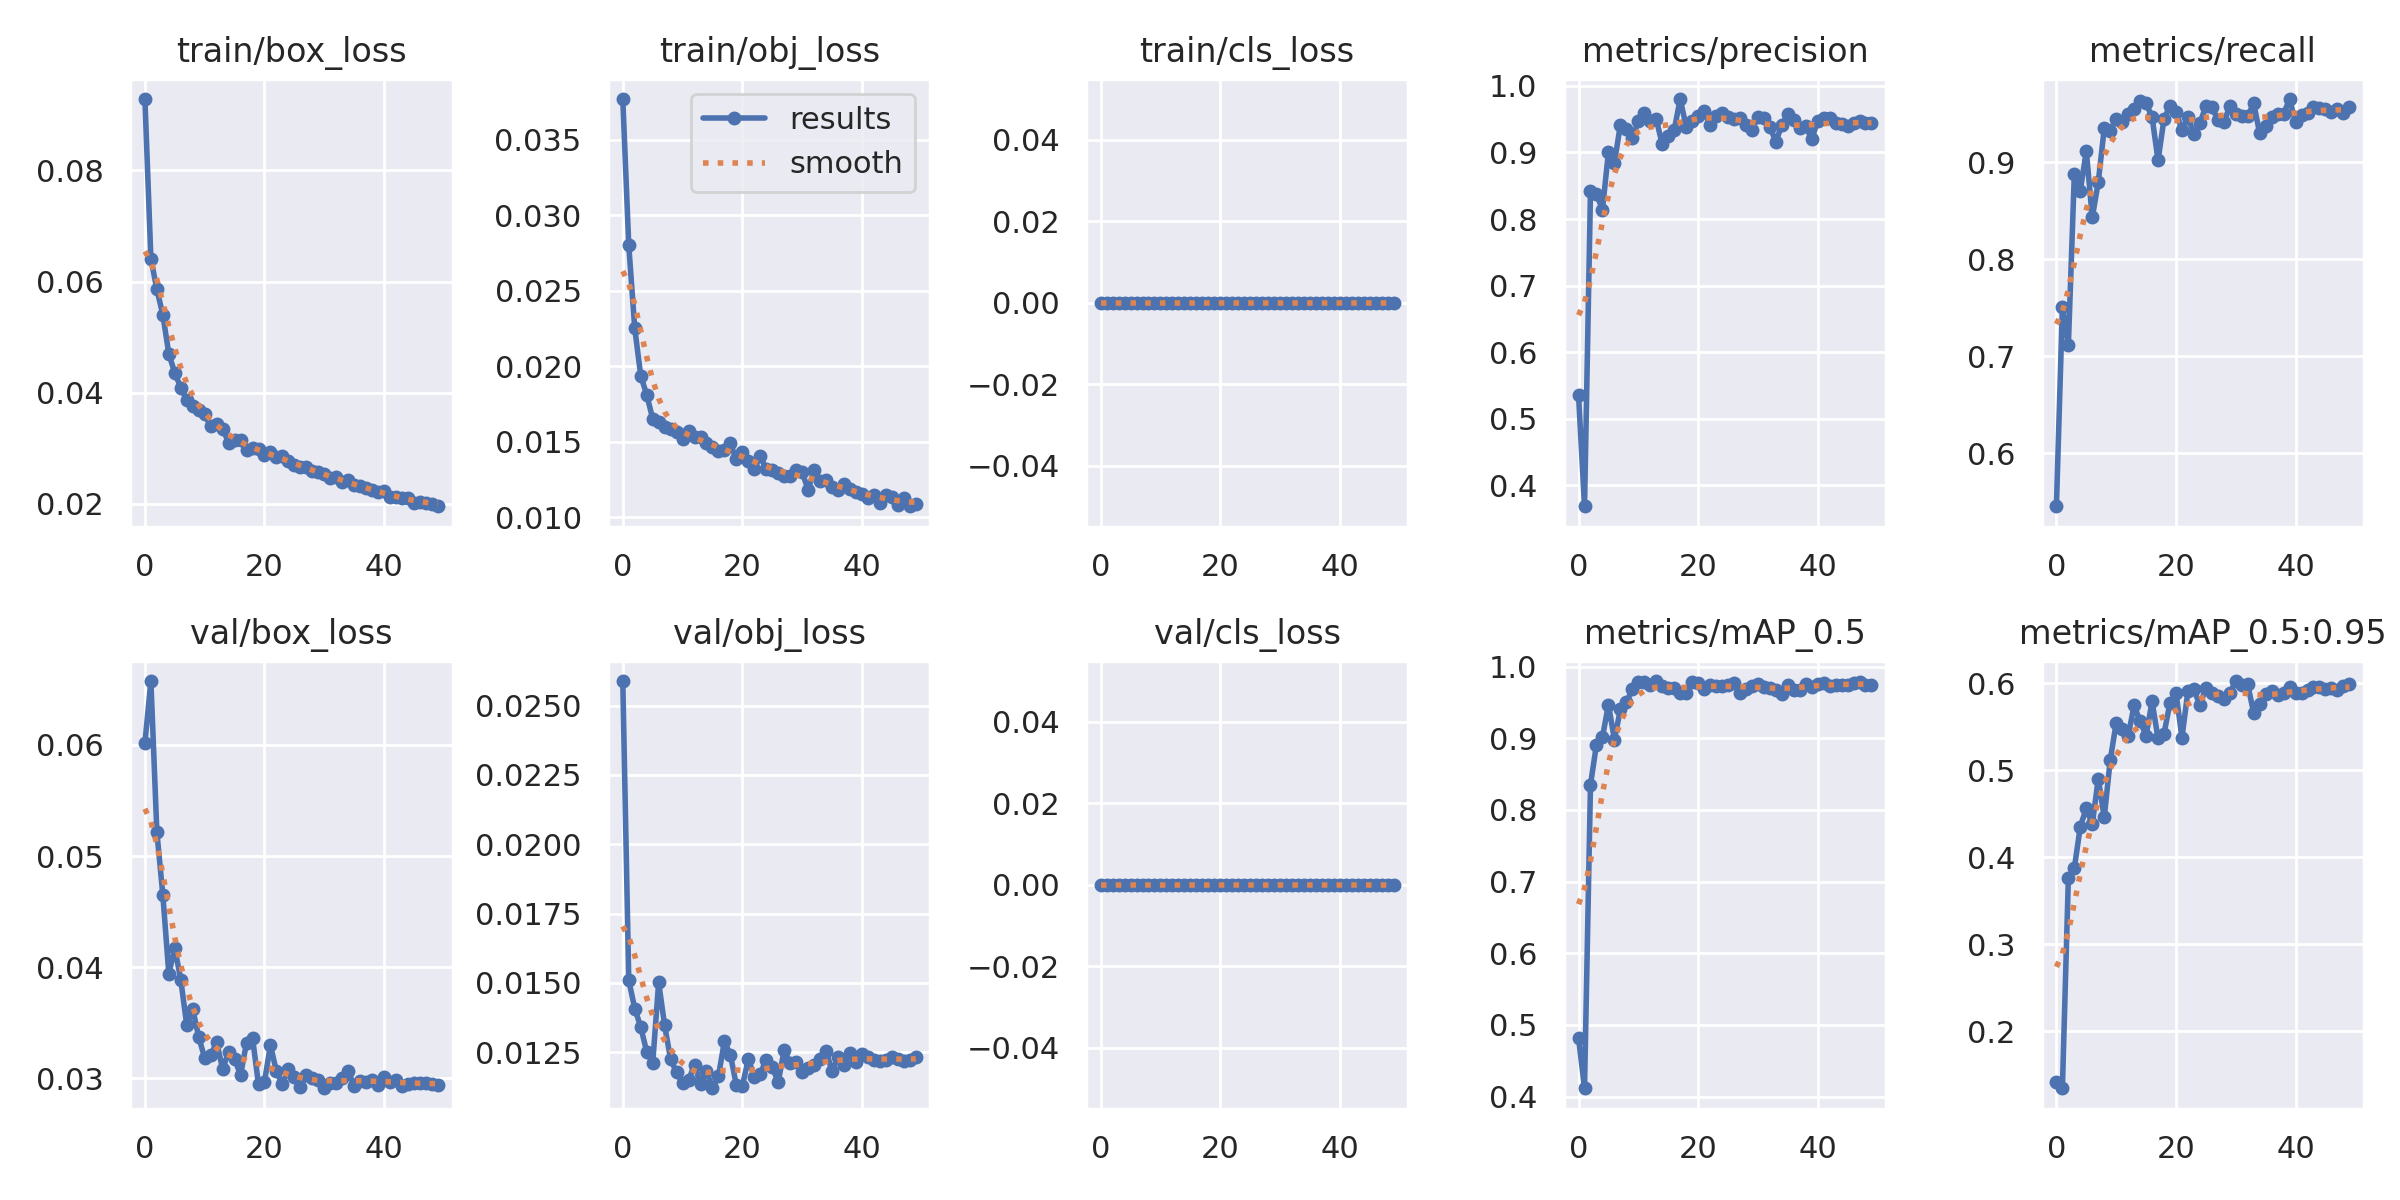 train/box_loss
0.08
0.06
0.04
0.02
0 20 40
train/obj_loss
results
smooth
0.035
0.030
0.025
0.020
0.015
0.010
0 20 40
train/cls_loss
0.04
0.02
0.00
−0.02
−0.04
0 20 40
metrics/precision
1.0
0.9
0.8
0.7
0.6
0.5
0.4
0 20 40
metrics/recall
0.9
0.8
0.7
0.6
0 20 40
val/box_loss
0.06
0.05
0.04
0.03
0 20 40
val/obj_loss
0.0250
0.0225
0.0200
0.0175
0.0150
0.0125
0 20 40
val/cls_loss
0.04
0.02
0.00
−0.02
−0.04
0 20 40
metrics/mAP_0.5
1.0
0.9
0.8
0.7
0.6
0.5
0.4
0 20 40
metrics/mAP_0.5:0.95
0.6
0.5
0.4
0.3
0.2
0 20 40